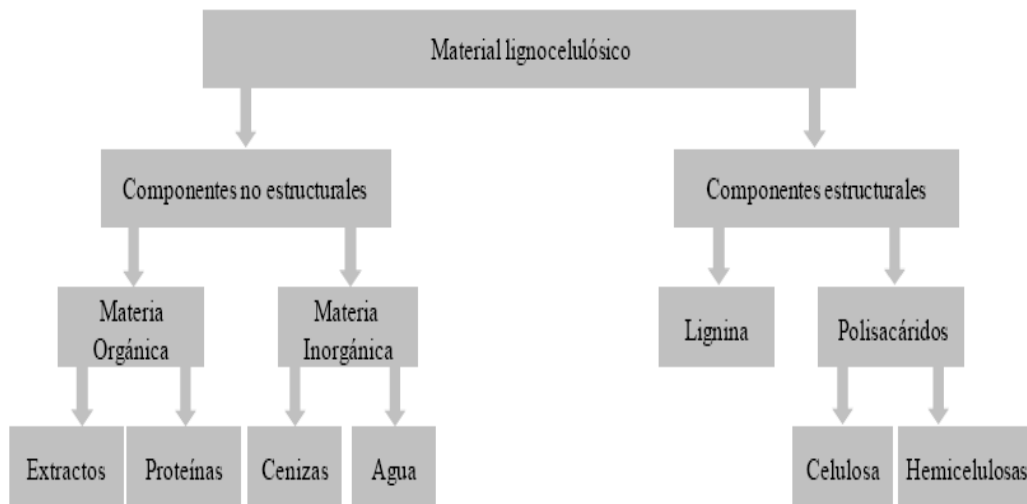 Material lignocelulósico
Componentes no estructurales
Componentes estructurales
Materia
Orgánica
Materia
Inorgánica
Lignina
Polisacáridos
Extractos
Proteínas
Cenizas
Agua
Celulosa
Hemicelulosas